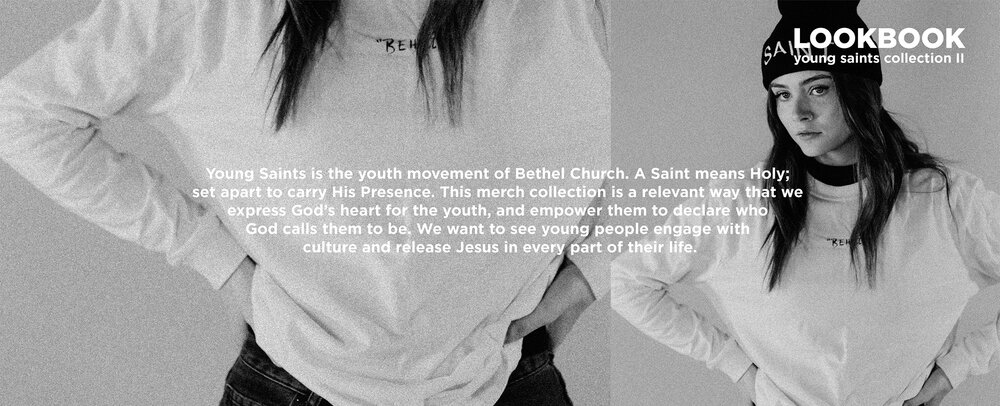 LOOKBOOK
young saints collection II
Young Saints is the youth movement of Bethel Church. A Saint means Holy;
set apart to carry His Presence. This merch collection is a relevant way that we
express God's heart for the youth, and empower them to declare who
God calls them to be. We want to see young people engage with
culture and release Jesus in every part of their life.